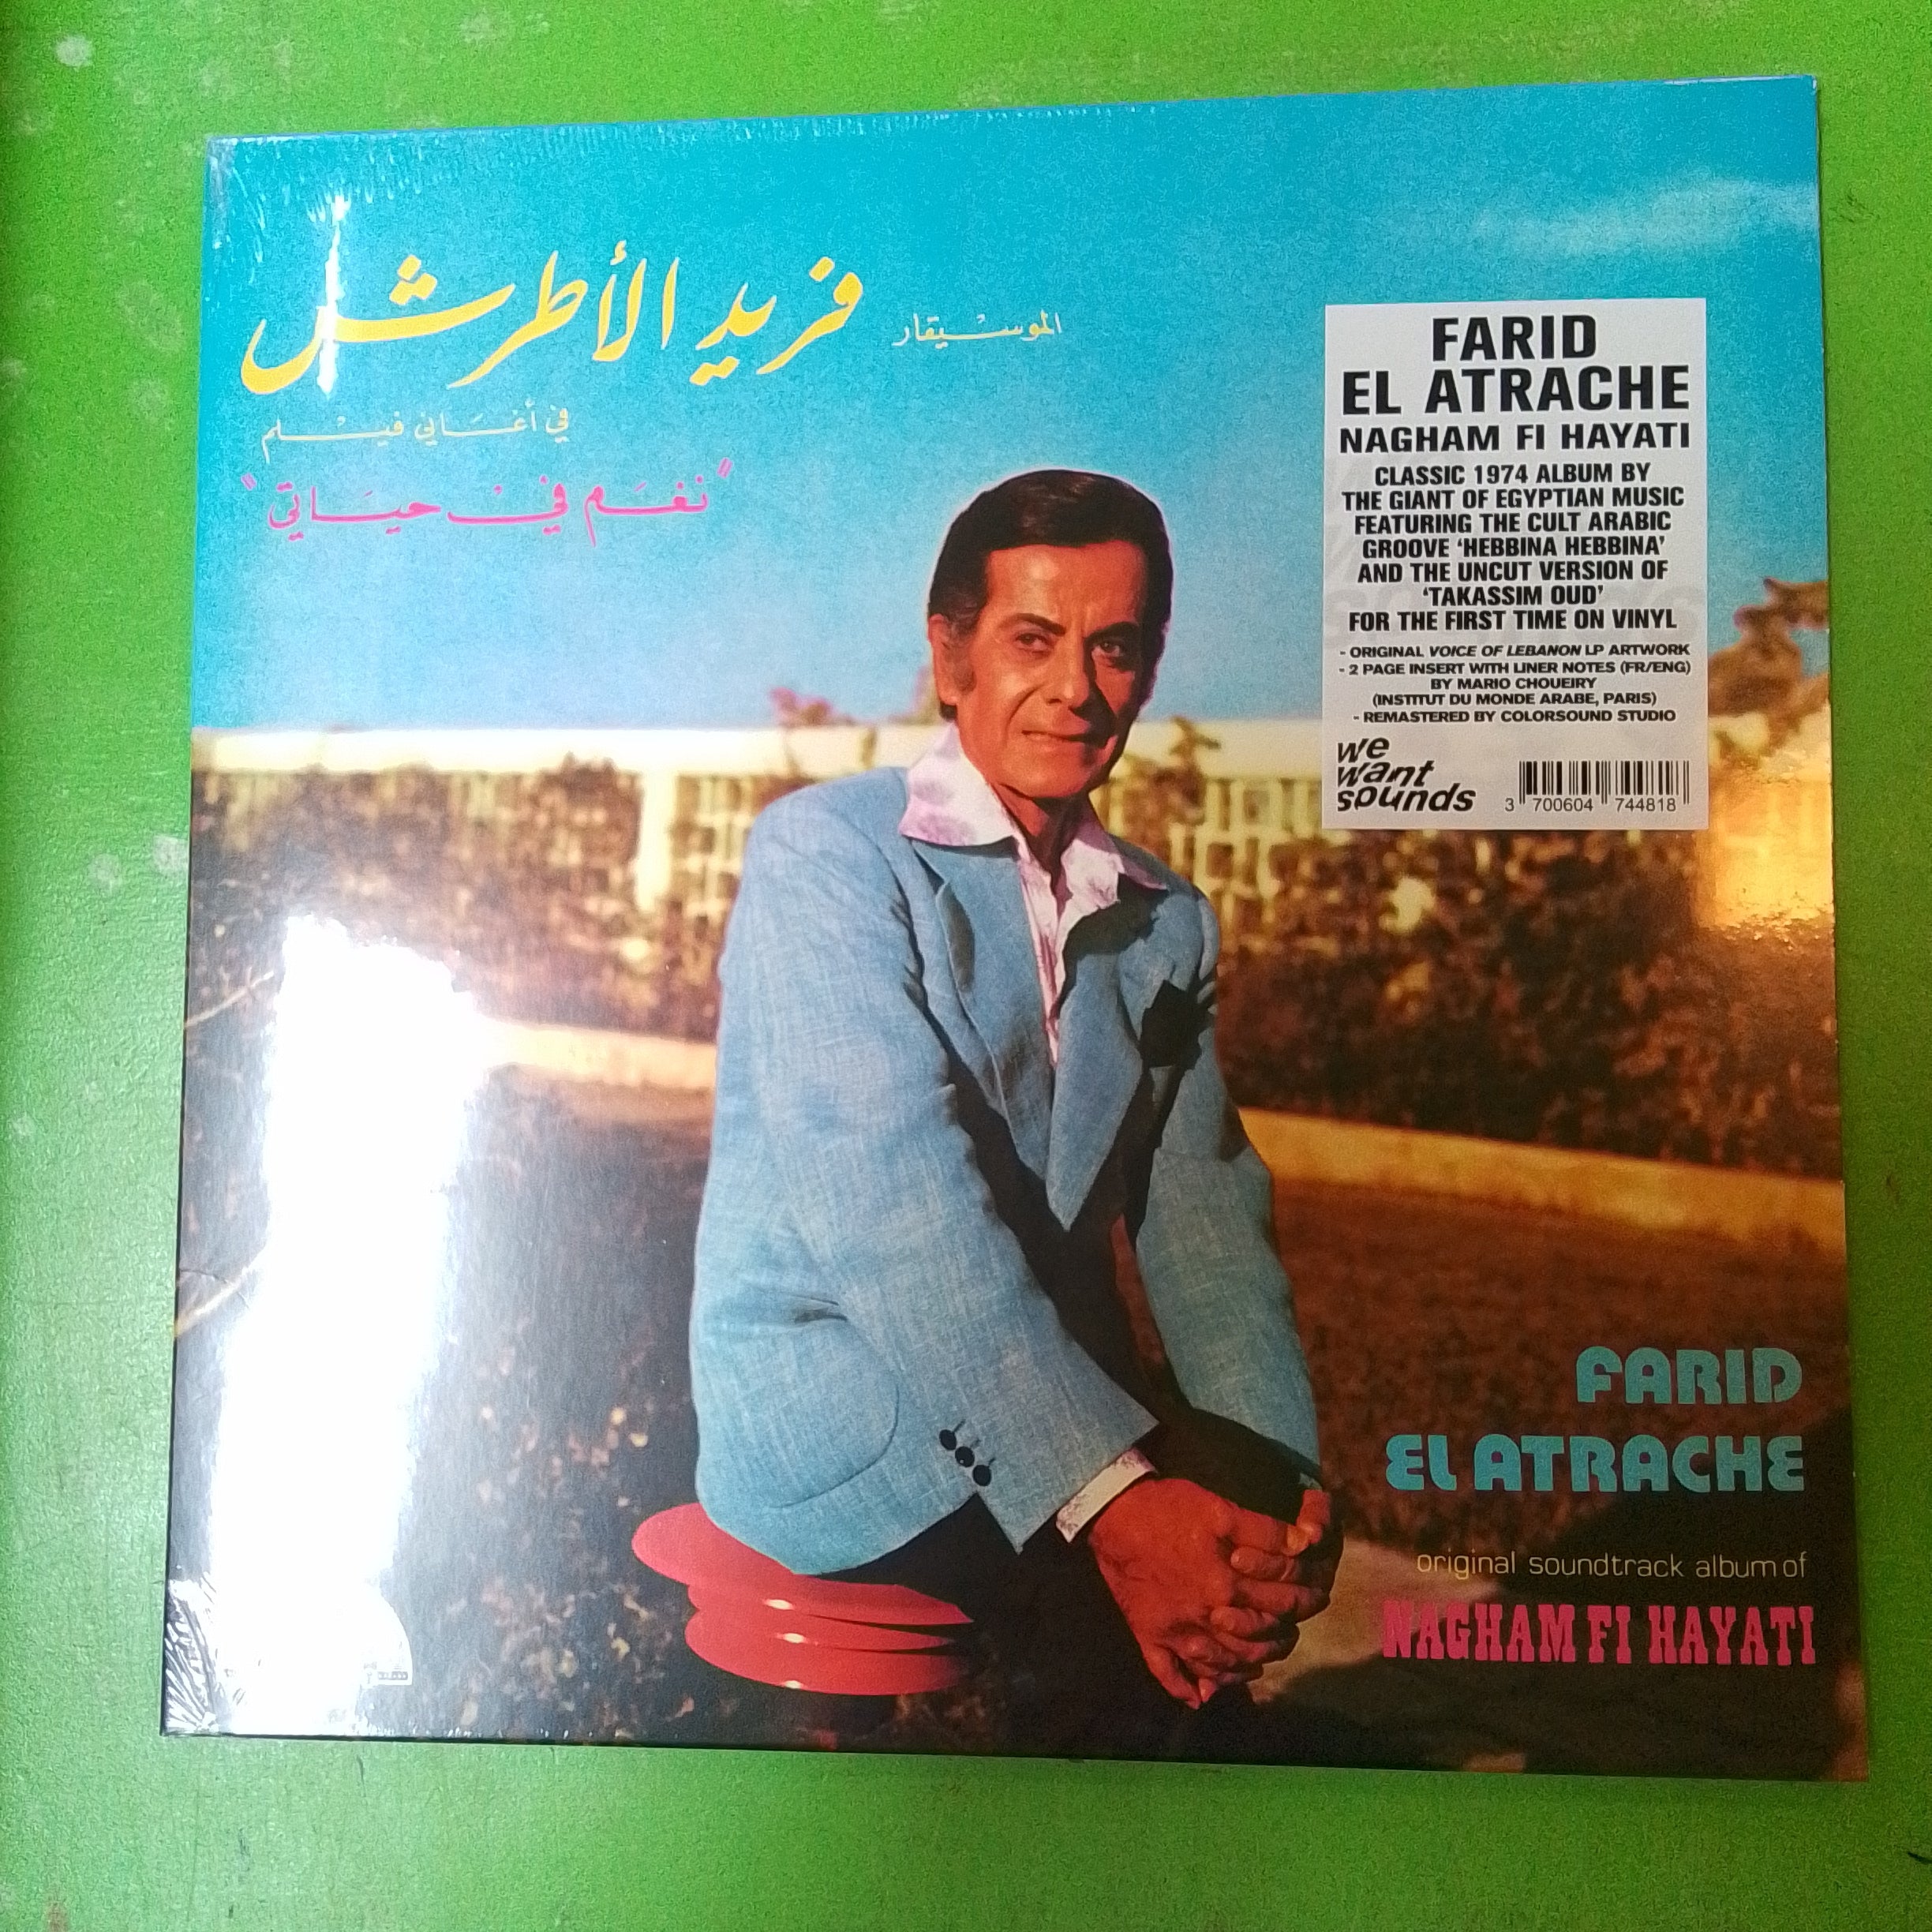 الموسيقار فريد الأطرش
في أغاني فيلم
"نغم في حياتي"
FARID
EL ATRACHE
NAGHAM FI HAYATI
CLASSIC 1974 ALBUM BY
THE GIANT OF EGYPTIAN MUSIC
FEATURING THE CULT ARABIC
GROOVE ‘HEBBINA HEBBINA’
AND THE UNCUT VERSION OF
‘TAKASSIM OUD’
FOR THE FIRST TIME ON VINYL
- ORIGINAL VOICE OF LEBANON LP ARTWORK
- 2 PAGE INSERT WITH LINER NOTES (FR/ENG)
BY MARIO CHOUEIRY
(INSTITUT DU MONDE ARABE, PARIS)
- REMASTERED BY COLORSOUND STUDIO
we
want
sounds
3 700604 744818
FARID
EL ATRACHE
original soundtrack album of
NAGHAM FI HAYATI